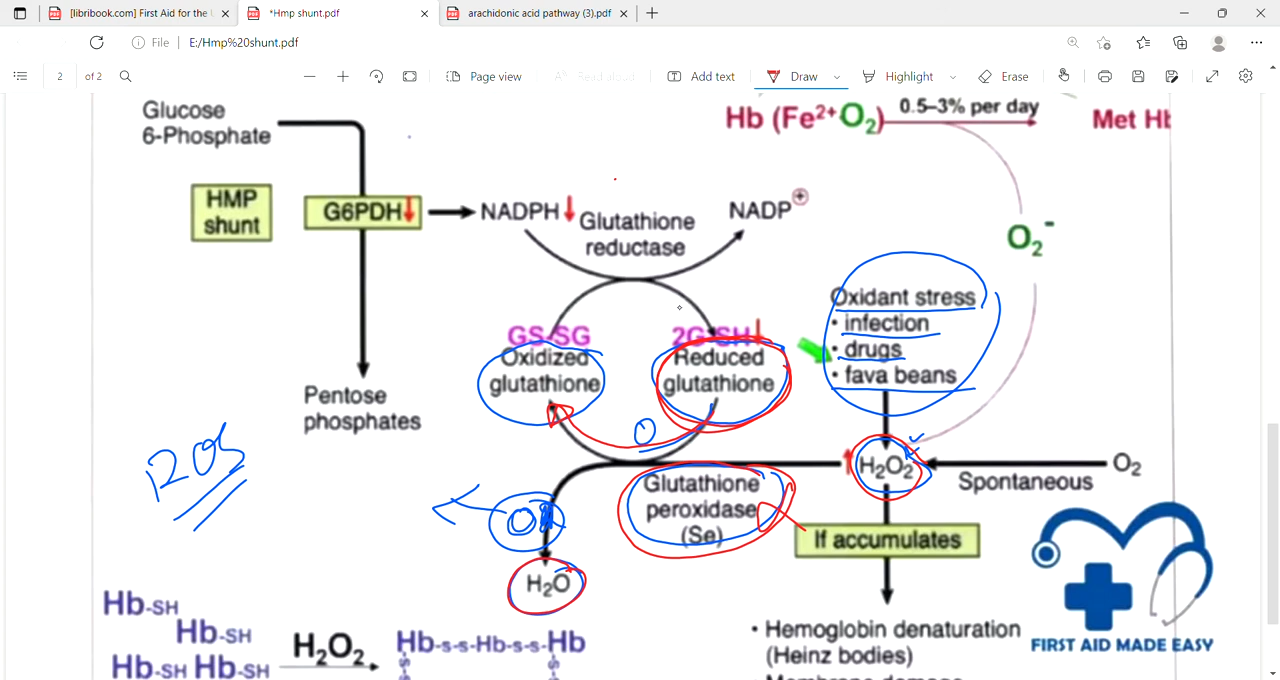 [libribook.com] First Aid for the
*Hmp shunt.pdf
arachidonic acid pathway (3).pdf
File
E:/Hmp%20shunt.pdf
2
of 2
Page view
Read aloud
Add text
Draw
Highlight
Erase
Glucose
6-Phosphate
Hb (Fe²⁺O₂)
0.5–3% per day
Met Hb
HMP
shunt
G6PDH
NADPH
Glutathione
reductase
NADP⊕
O₂⁻
GS-SG
Oxidized
glutathione
2G-SH
Reduced
glutathione
Oxidant stress
• infection
• drugs
• fava beans
Pentose
phosphates
O
ROS
H₂O₂
Spontaneous
O₂
Glutathione
peroxidase
(Se)
If accumulates
H₂O
Hb-SH
Hb-SH
Hb-SH Hb-SH
H₂O₂
Hb-s-s-Hb-s-s-Hb
-s-s
-s
• Hemoglobin denaturation
(Heinz bodies)
• Membrane damage
FIRST AID MADE EASY